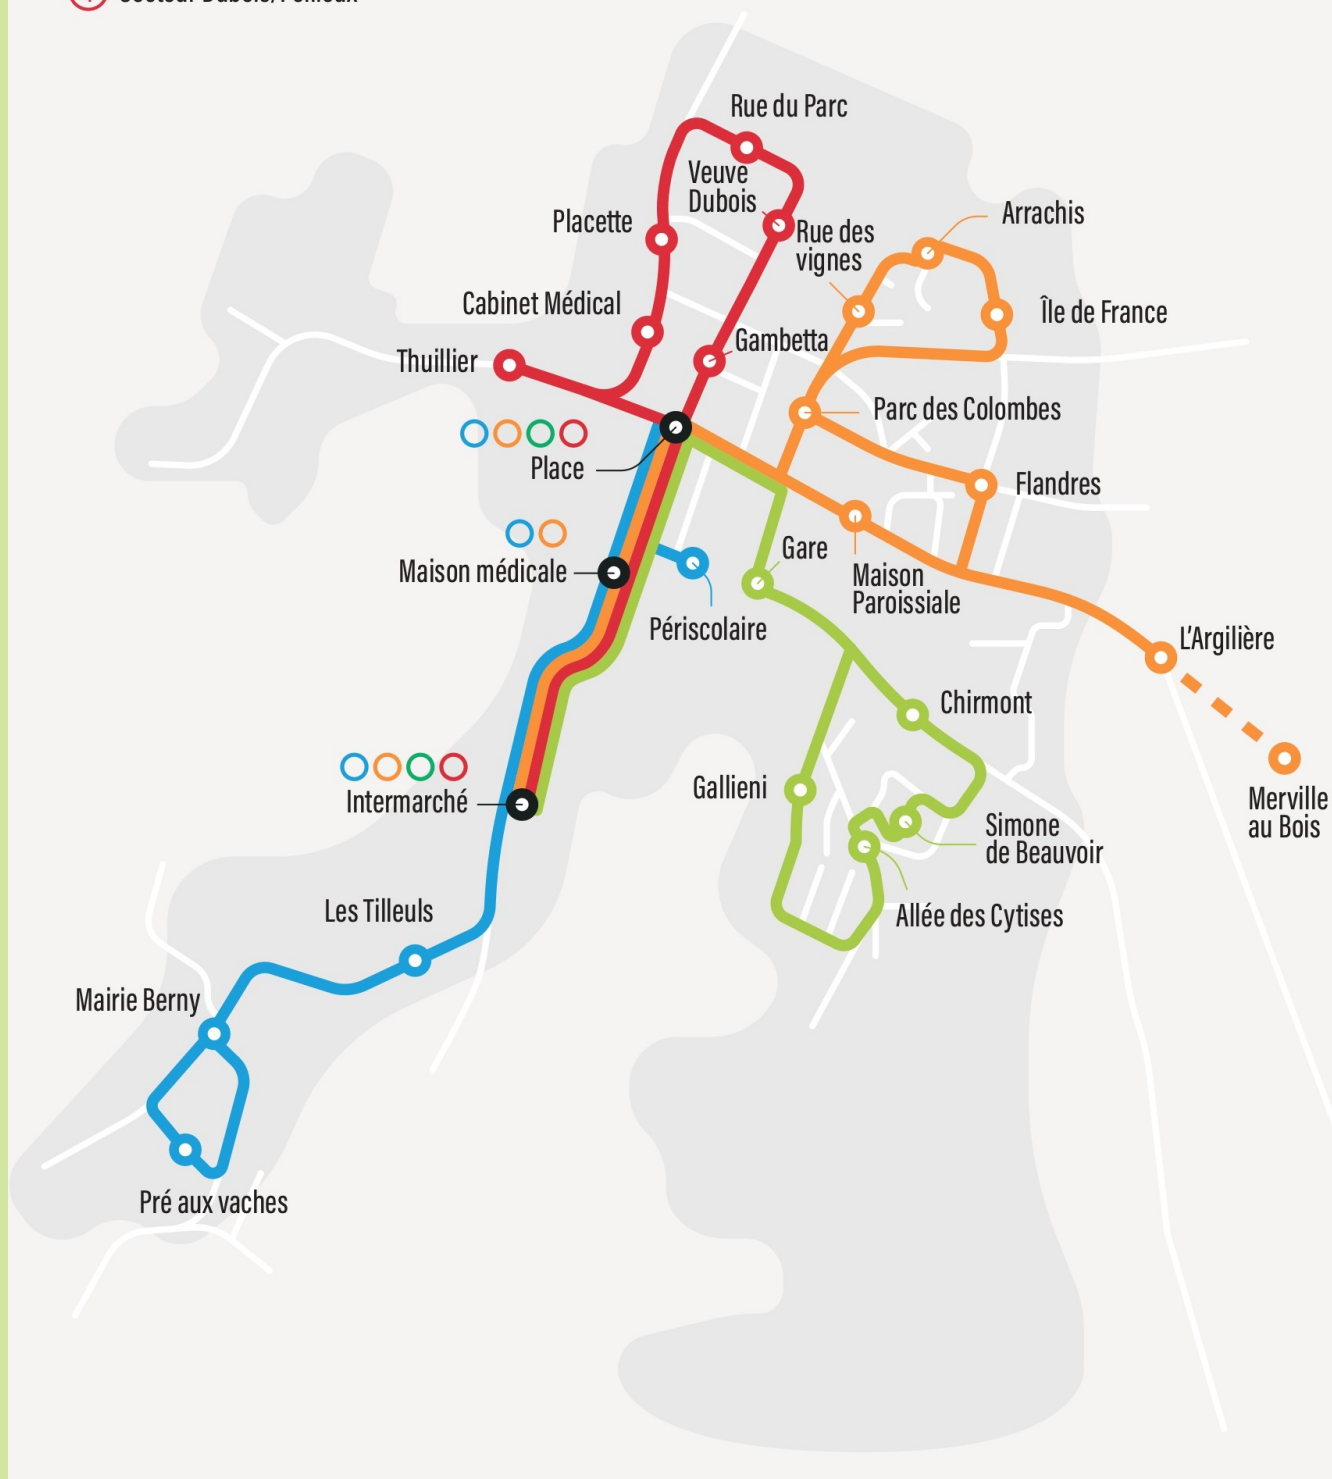 Rue du Parc
Veuve
Dubois
Placette
Rue des
vignes
Arrachis
Cabinet Médical
Île de France
Thuillier
Gambetta
Parc des Colombes
Place
Flandres
Maison médicale
Gare
Maison
Paroissiale
Périscolaire
L'Argilière
Chirmont
Gallieni
Intermarché
Merville
au Bois
Simone
de Beauvoir
Les Tilleuls
Allée des Cytises
Mairie Berny
Pré aux vaches